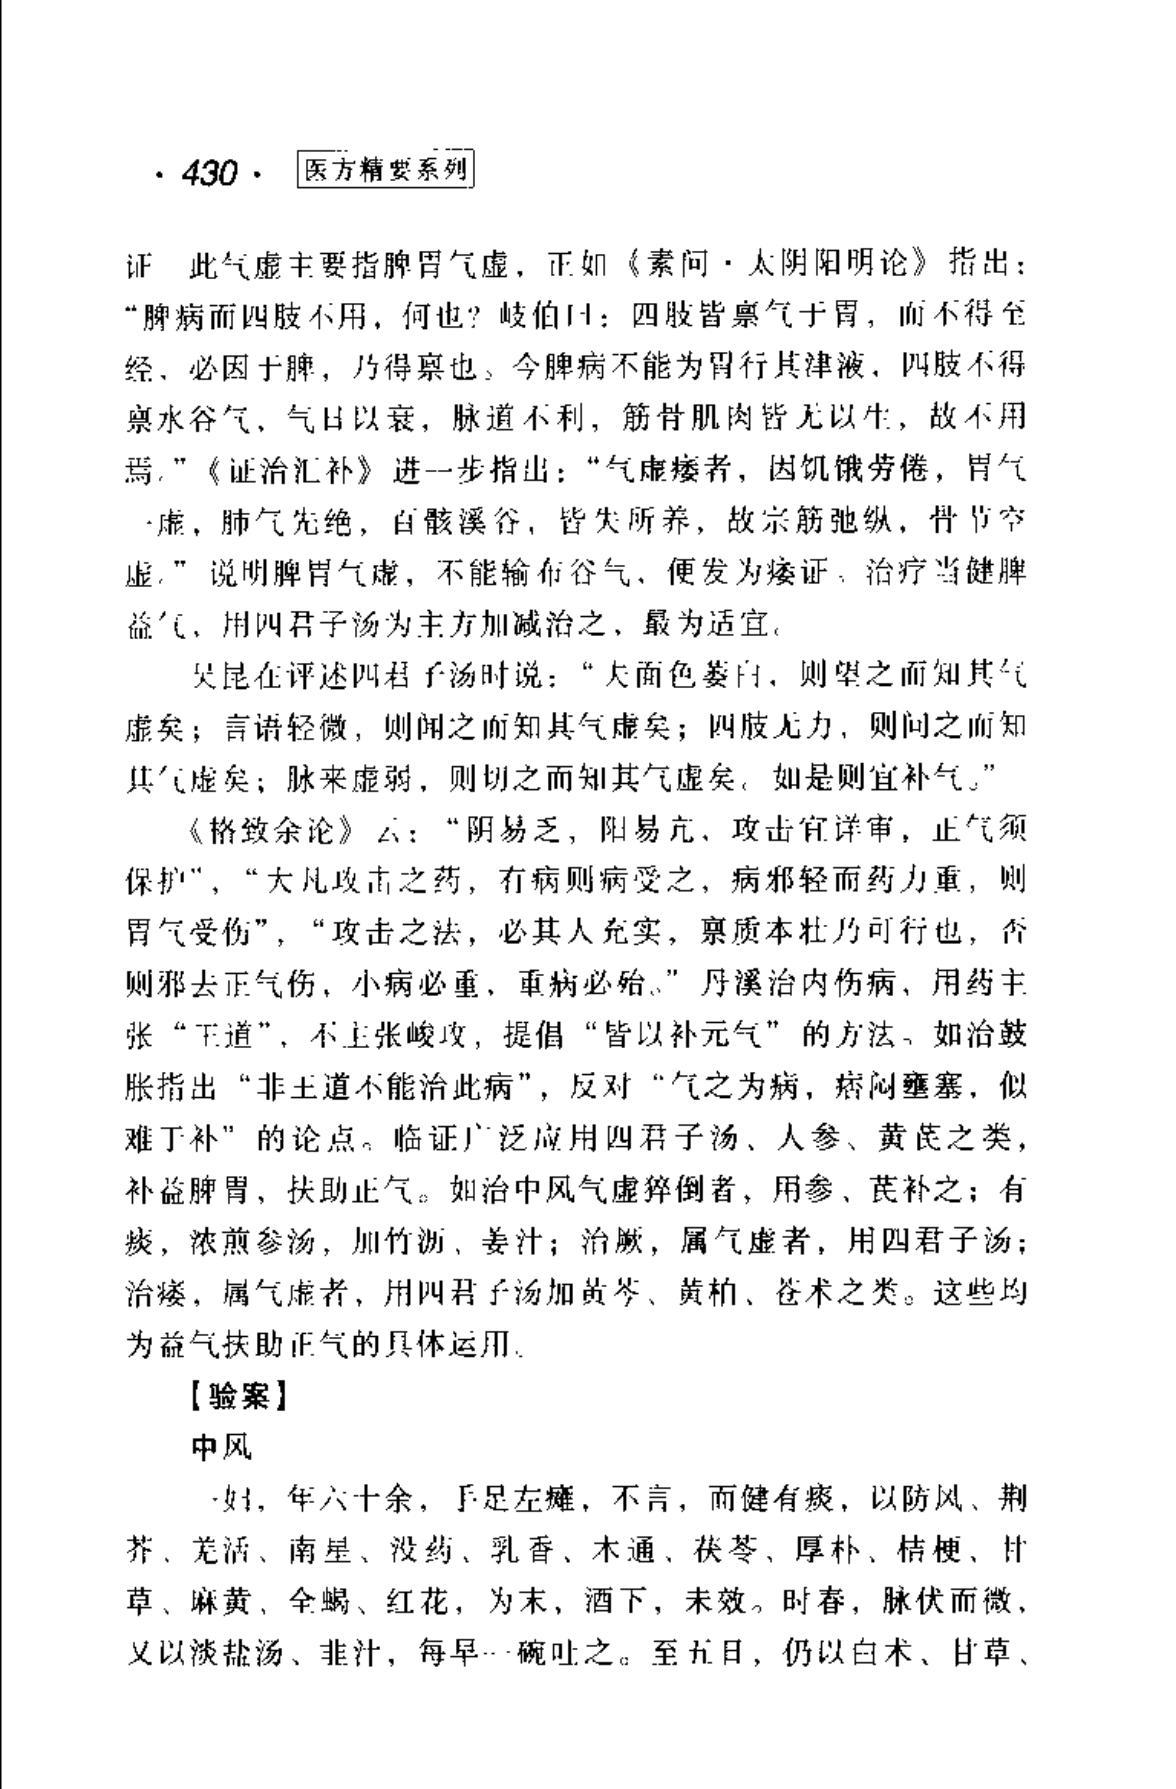 · 430 · 医方精要系列
证 此气虚主要指脾胃气虚，正如《素问·太阴阳明论》指出：
“脾病而四肢不用，何也？岐伯曰：四肢皆禀气于胃，而不得至
经，必因于脾，乃得禀也。今脾病不能为胃行其津液，四肢不得
禀水谷气，气日以衰，脉道不利，筋骨肌肉皆无以生，故不用
焉。”《证治汇补》进一步指出：“气虚痿者，因饥饿劳倦，胃气
一虚，肺气先绝，百骸溪谷，皆失所养，故宗筋弛纵，骨节空
虚。”说明脾胃气虚，不能输布谷气，便发为痿证。治疗当健脾
益气，用四君子汤为主方加减治之，最为适宜。
吴昆在评述四君子汤时说：“夫面色萎白，则望之而知其气
虚矣；言语轻微，则闻之而知其气虚矣；四肢无力，则问之而知
其气虚矣；脉来虚弱，则切之而知其气虚矣。如是则宜补气。”
《格致余论》云：“阴易乏，阳易亢，攻击宜详审，正气须
保护”，“大凡攻击之药，有病则病受之，病邪轻而药力重，则
胃气受伤”，“攻击之法，必其人充实，禀质本壮乃可行也，否
则邪去正气伤，小病必重，重病必殆。”丹溪治内伤病，用药主
张“王道”，不主张峻攻，提倡“皆以补元气”的方法。如治鼓
胀指出“非王道不能治此病”，反对“气之为病，痞闷壅塞，似
难于补”的论点。临证广泛应用四君子汤、人参、黄芪之类，
补益脾胃，扶助正气。如治中风气虚猝倒者，用参、芪补之；有
痰，浓煎参汤，加竹沥、姜汁；治厥，属气虚者，用四君子汤；
治痿，属气虚者，用四君子汤加黄芩、黄柏、苍术之类。这些均
为益气扶助正气的具体运用。
【验案】
中风
一妇，年六十余，手足左瘫，不言，而健有痰，以防风、荆
芥、羌活、南星、没药、乳香、木通、茯苓、厚朴、桔梗、甘
草、麻黄、全蝎、红花，为末，酒下，未效。时春，脉伏而微，
又以淡盐汤、韭汁，每早一碗吐之。至五日，仍以白术、甘草、